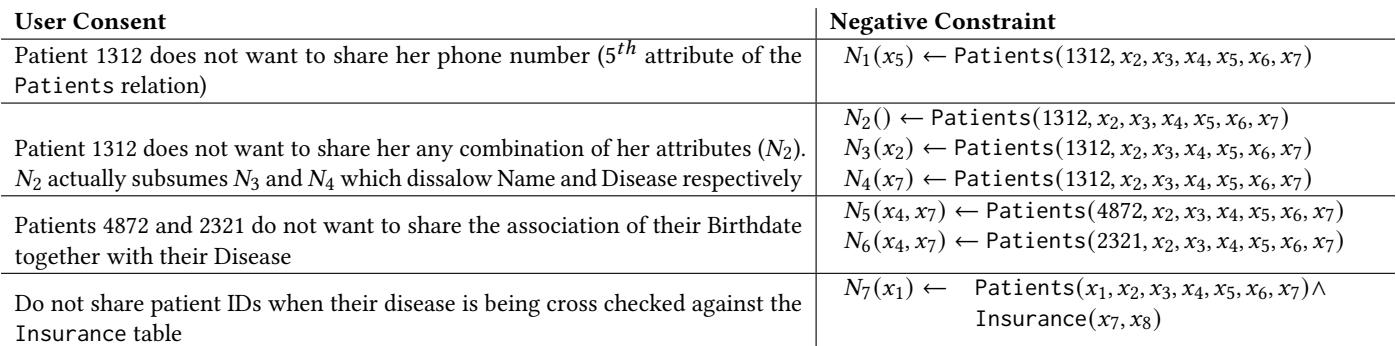 User Consent
Negative Constraint
Patient 1312 does not want to share her phone number (5^{th} attribute of the
Patients relation)
N₁(x₅) ← Patients(1312, x₂, x₃, x₄, x₅, x₆, x₇)
Patient 1312 does not want to share her any combination of her attributes (N₂).
N₂ actually subsumes N₃ and N₄ which dissalow Name and Disease respectively
N₂() ← Patients(1312, x₂, x₃, x₄, x₅, x₆, x₇)
N₃(x₂) ← Patients(1312, x₂, x₃, x₄, x₅, x₆, x₇)
N₄(x₇) ← Patients(1312, x₂, x₃, x₄, x₅, x₆, x₇)
Patients 4872 and 2321 do not want to share the association of their Birthdate
together with their Disease
N₅(x₄, x₇) ← Patients(4872, x₂, x₃, x₄, x₅, x₆, x₇)
N₆(x₄, x₇) ← Patients(2321, x₂, x₃, x₄, x₅, x₆, x₇)
Do not share patient IDs when their disease is being cross checked against the
Insurance table
N₇(x₁) ← Patients(x₁, x₂, x₃, x₄, x₅, x₆, x₇)∧
Insurance(x₇, x₈)